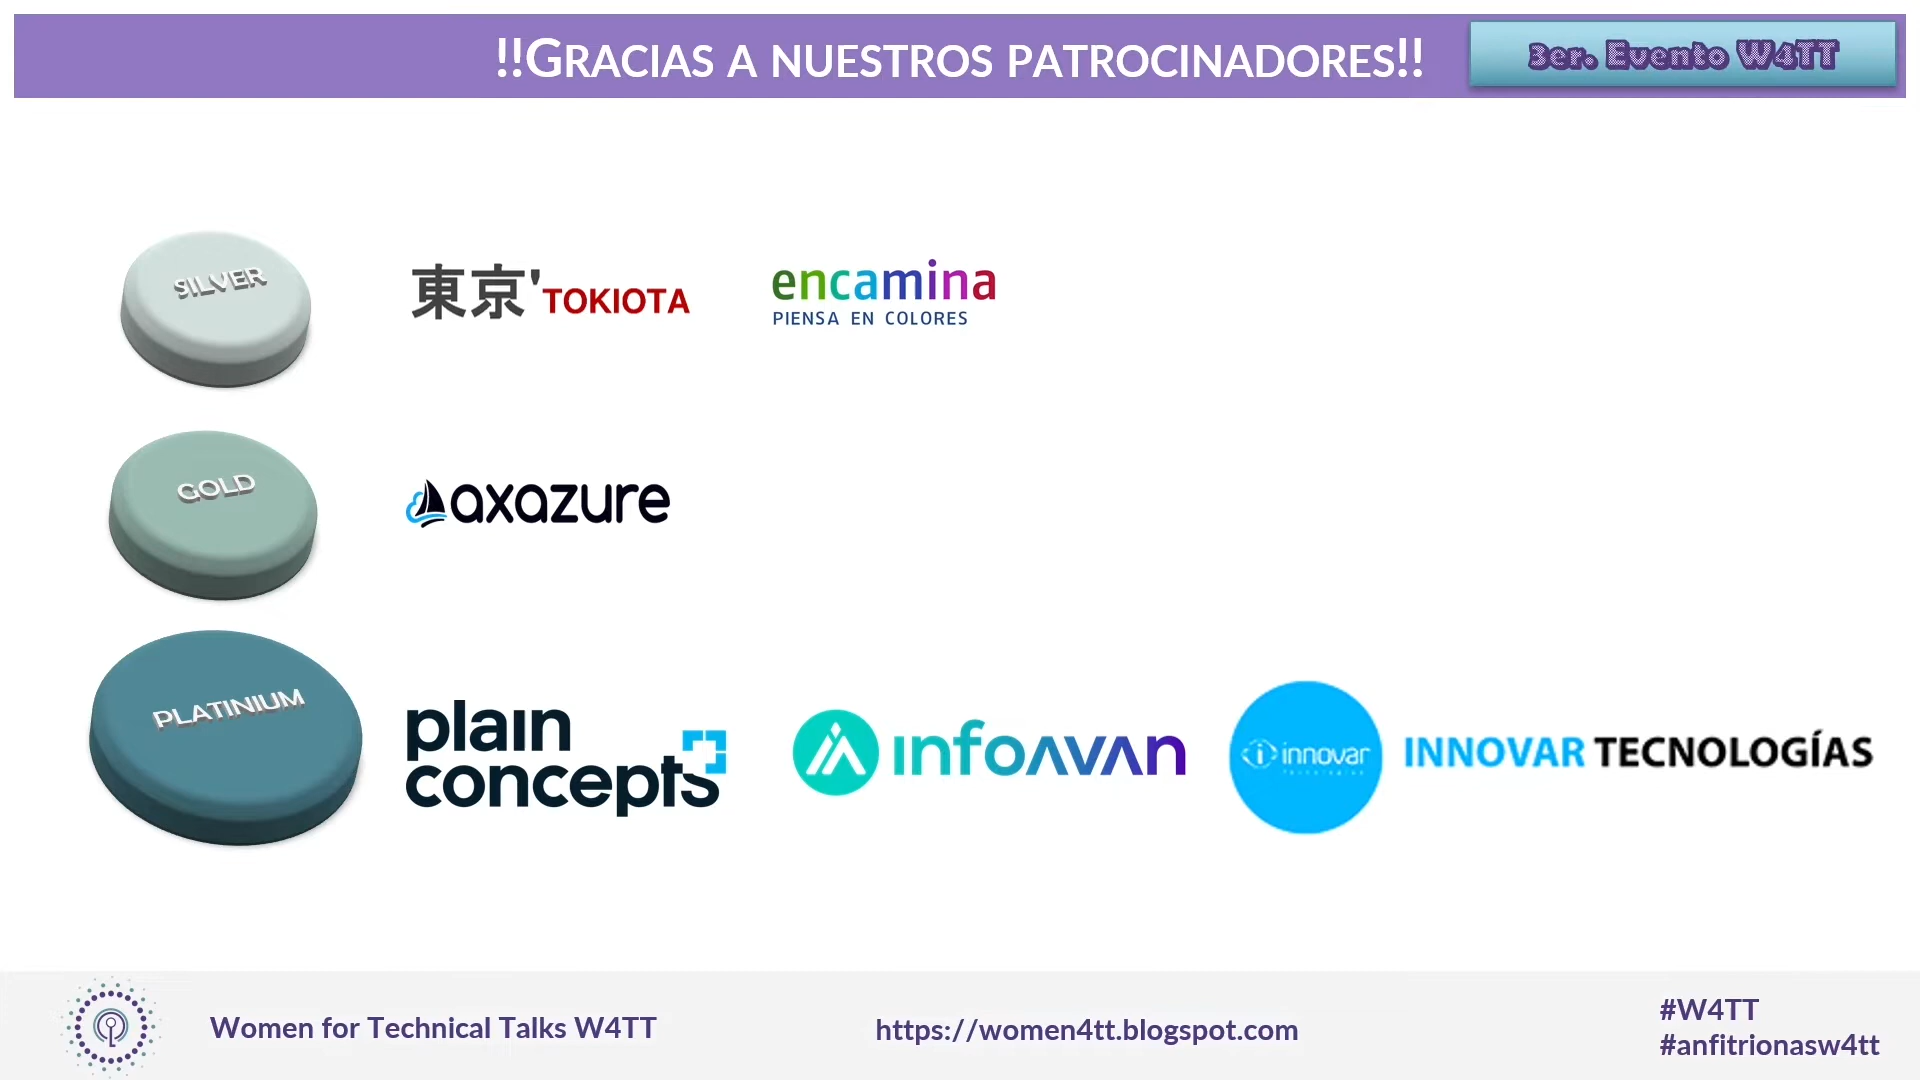 !!GRACIAS A NUESTROS PATROCINADORES!!
3er. Evento W4TT
SILVER
東京'TOKIOTA
encamina
PIENSA EN COLORES
GOLD
axazure
PLATINIUM
plain
concepts
infoavan
innovar
tecnologías
INNOVAR TECNOLOGÍAS
Women for Technical Talks W4TT
https://women4tt.blogspot.com
#W4TT
#anfitrionasw4tt